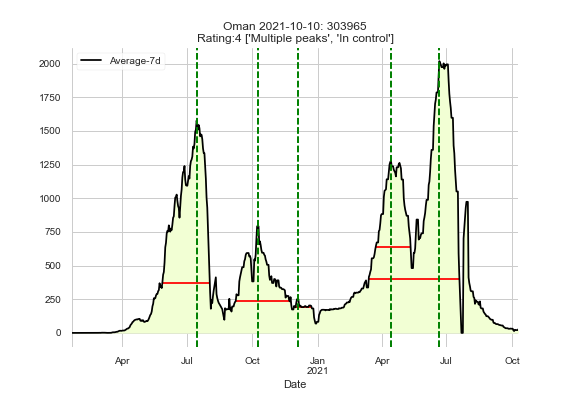 Oman 2021-10-10: 303965
Rating:4 ['Multiple peaks', 'In control']
Average-7d
2000
1750
1500
1250
1000
750
500
250
0
Apr Jul Oct Jan Apr Jul Oct
2021
Date